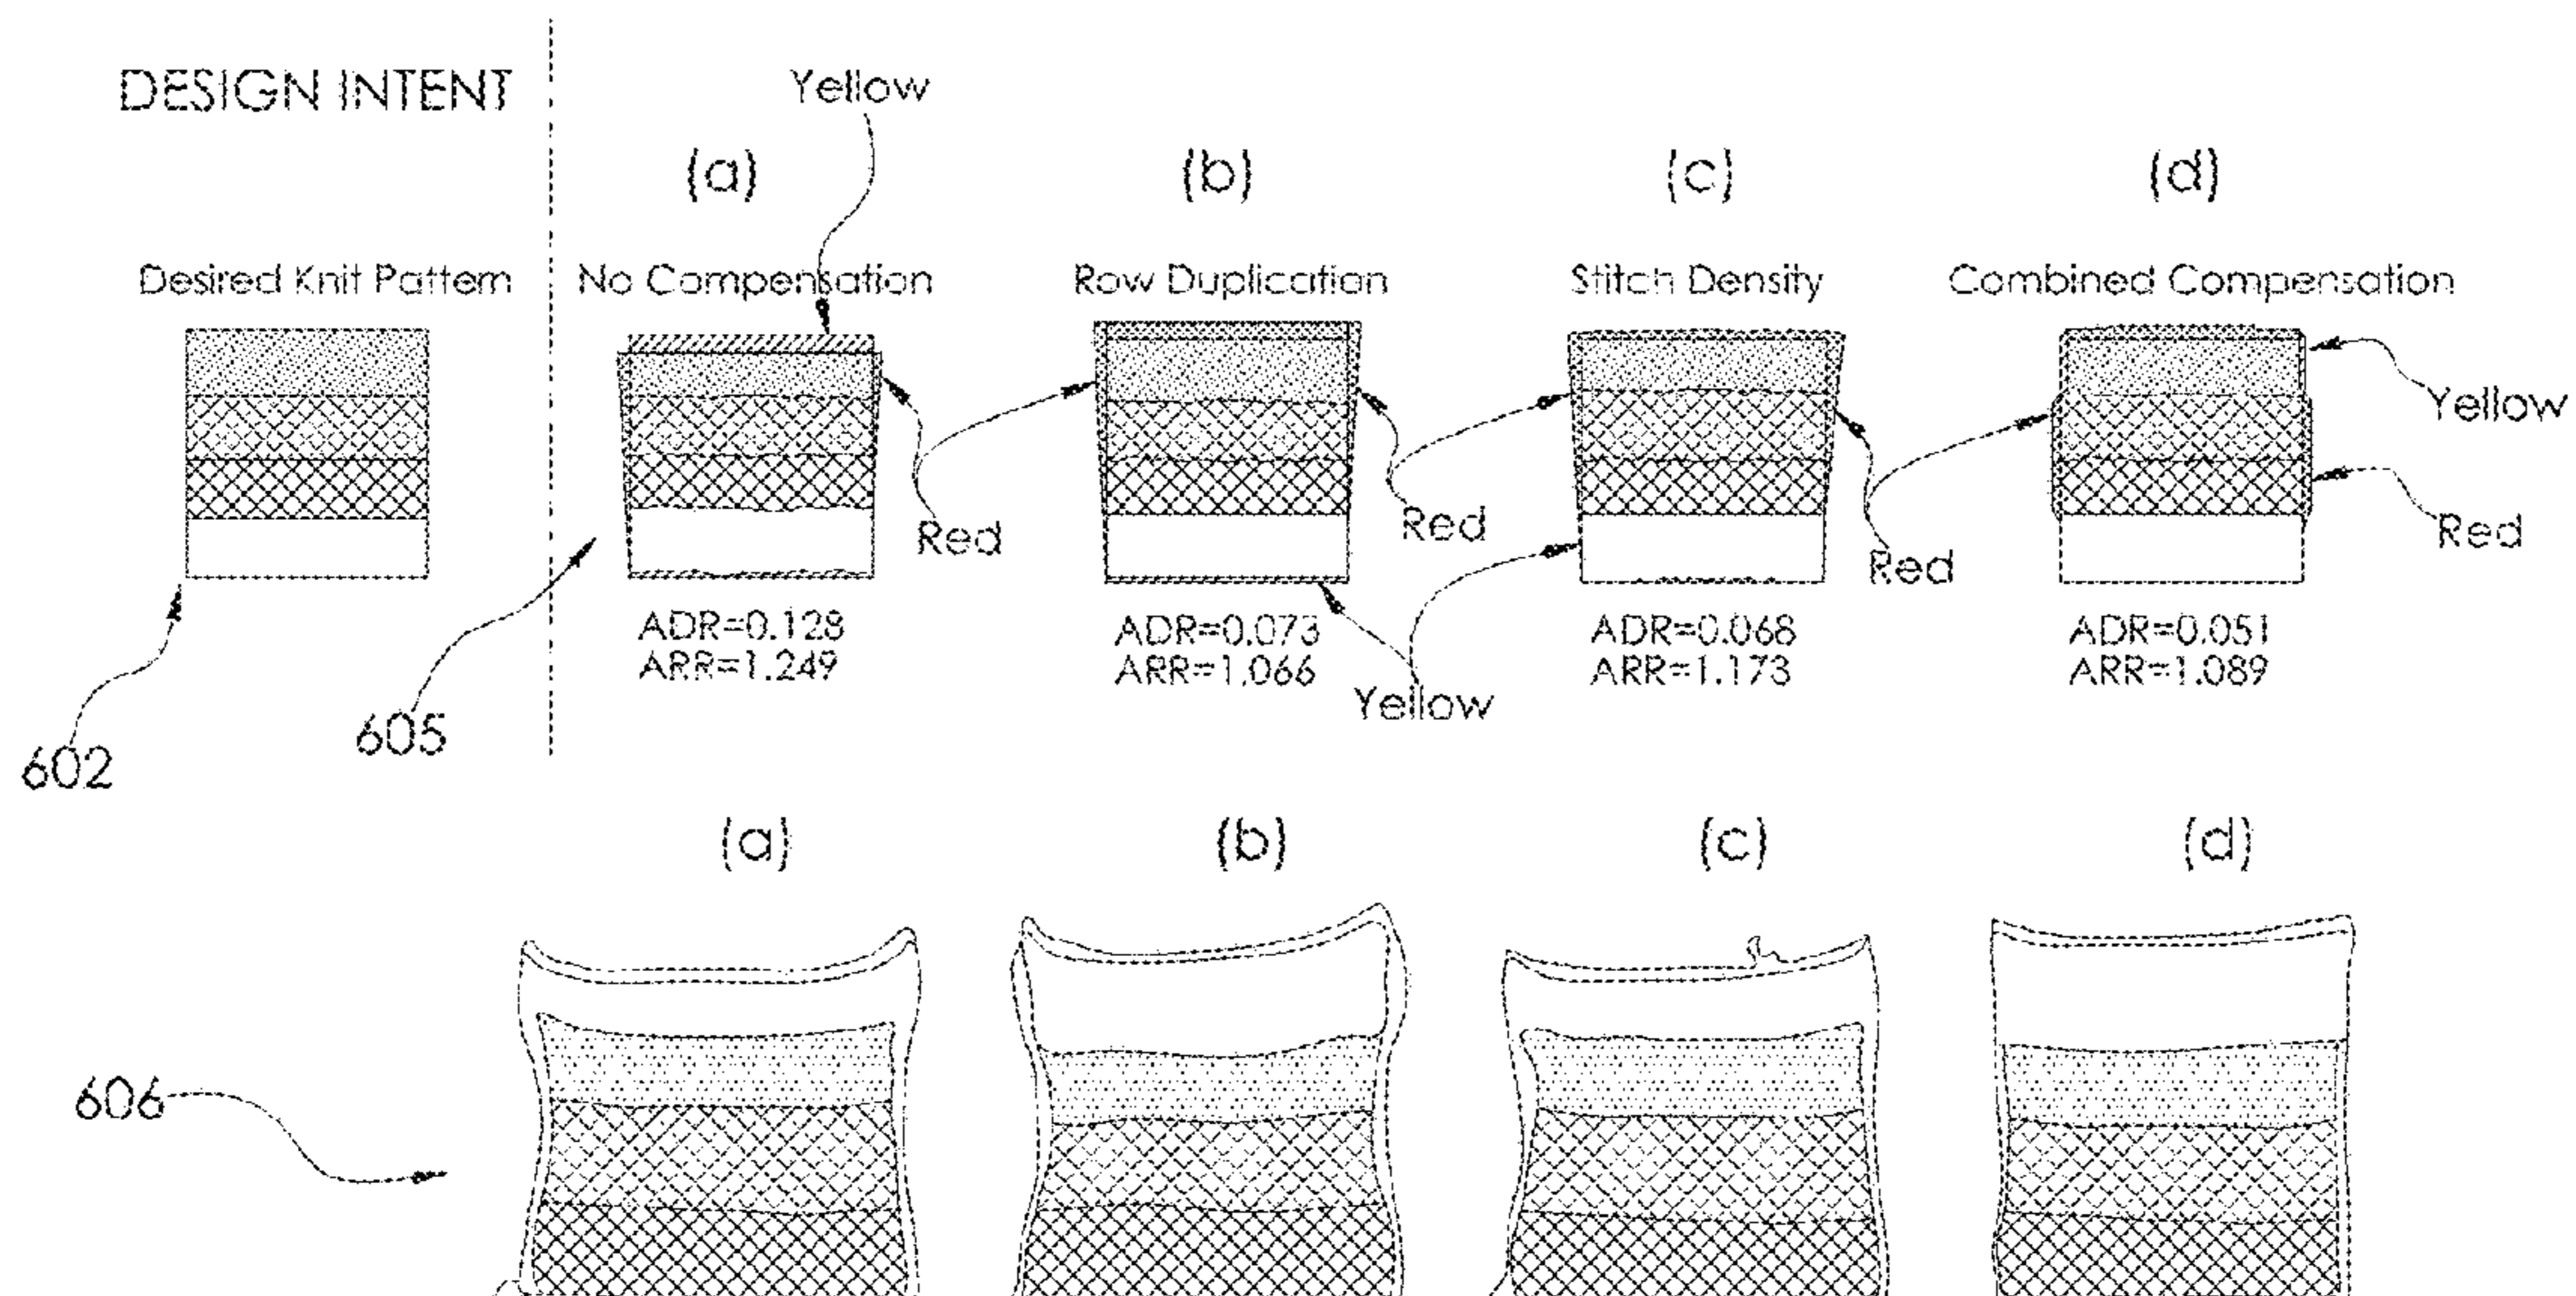 DESIGN INTENT
Yellow
(a)
(b)
(c)
(d)
Desired Knit Pattern
No Compensation
Row Duplication
Stitch Density
Combined Compensation
Yellow
Red
Red
Red
Red
ADR=0.128
ARR=1.249
ADR=0.073
ARR=1.066
ADR=0.068
ARR=1.173
ADR=0.051
ARR=1.089
Yellow
602
605
(a)
(b)
(c)
(d)
606